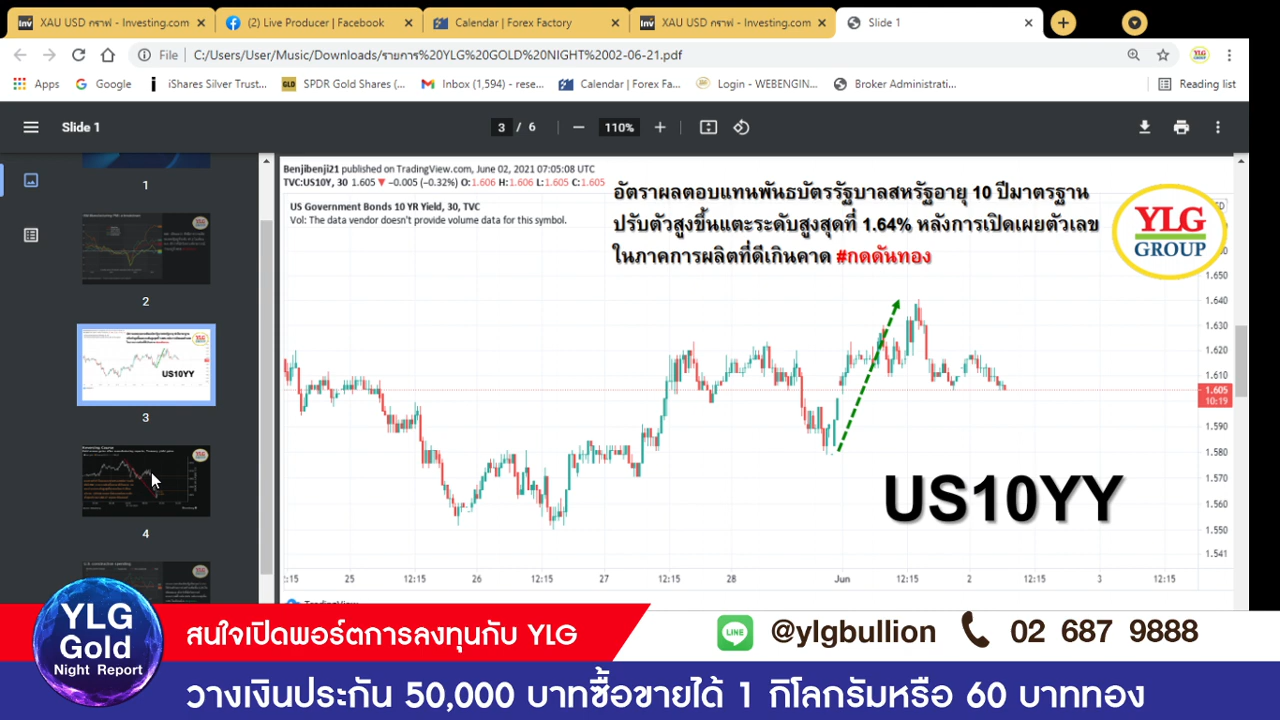 XAU USD กราฟ - Investing.com
(2) Live Producer | Facebook
Calendar | Forex Factory
XAU USD กราฟ - Investing.com
Slide 1
File C:/Users/User/Music/Downloads/รายการ%20YLG%20GOLD%20NIGHT%2002-06-21.pdf
Apps
Google
iShares Silver Trust...
SPDR Gold Shares (...
Inbox (1,594) - rese...
Calendar | Forex Fa...
Login - WEBENGIN...
Broker Administrati...
Reading list
Slide 1
3 / 6
110%
1
2
US10YY
3
4
Benjibenji21 published on TradingView.com, June 02, 2021 07:05:08 UTC
TVC:US10Y, 30 1.605 ▼ −0.005 (−0.32%) O:1.606 H:1.606 L:1.605 C:1.605
US Government Bonds 10 YR Yield, 30, TVC
Vol: The data vendor doesn't provide volume data for this symbol.
อัตราผลตอบแทนพันธบัตรรัฐบาลสหรัฐอายุ 10 ปีมาตรฐาน
ปรับตัวสูงขึ้นแตะระดับสูงสุดที่ 1.64% หลังการเปิดเผยตัวเลข
ในภาคการผลิตที่ดีเกินคาด #กดดันทอง
YLG
GROUP
1.650
1.640
1.630
1.620
1.610
1.605
10:19
1.590
1.580
1.570
1.560
1.550
1.541
US10YY
:15 25 12:15 26 12:15 27 12:15 28 Jun 12:15 2 12:15 3 12:15
TradingView
YLG
Gold
Night Report
สนใจเปิดพอร์ตการลงทุนกับ YLG
LINE
@ylgbullion
02 687 9888
วางเงินประกัน 50,000 บาทซื้อขายได้ 1 กิโลกรัมหรือ 60 บาททอง